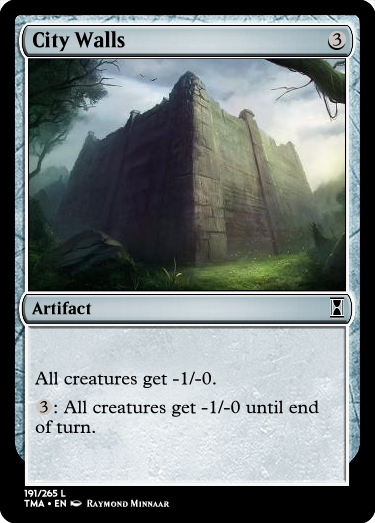 City Walls 3
Artifact
All creatures get -1/-0.
3: All creatures get -1/-0 until end
of turn.
191/265 L
TMA • EN Raymond Minnaar